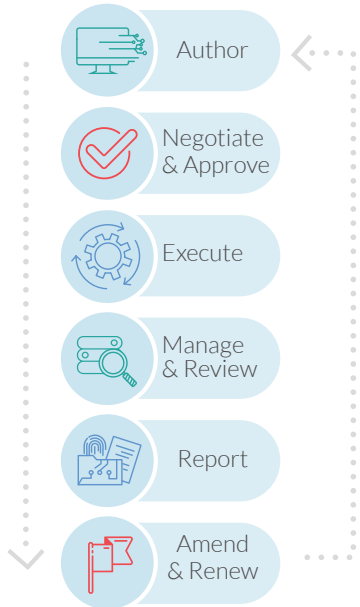 Author
Negotiate
& Approve
Execute
Manage
& Review
Report
Amend
& Renew